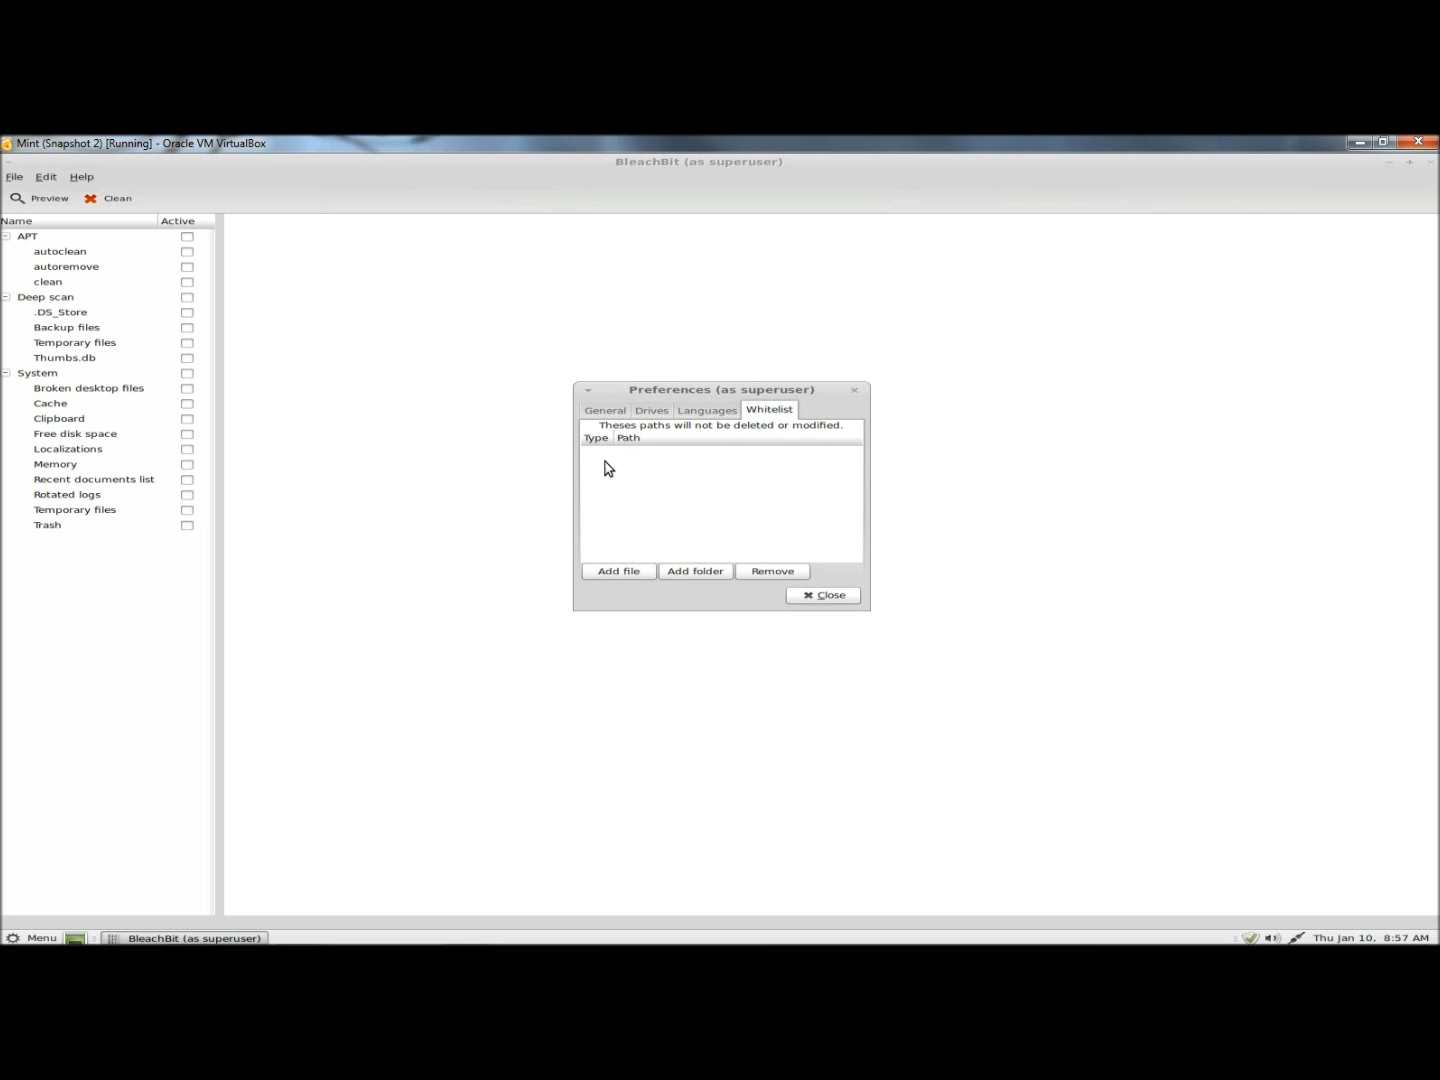 Mint (Snapshot 2) [Running] - Oracle VM VirtualBox
BleachBit (as superuser)
File Edit Help
Preview Clean
Name Active
APT
autoclean
autoremove
clean
Deep scan
.DS_Store
Backup files
Temporary files
Thumbs.db
System
Broken desktop files
Cache
Clipboard
Free disk space
Localizations
Memory
Recent documents list
Rotated logs
Temporary files
Trash
Preferences (as superuser)
General Drives Languages Whitelist
Theses paths will not be deleted or modified.
Type Path
Add file Add folder Remove
Close
Menu BleachBit (as superuser) Thu Jan 10, 8:57 AM